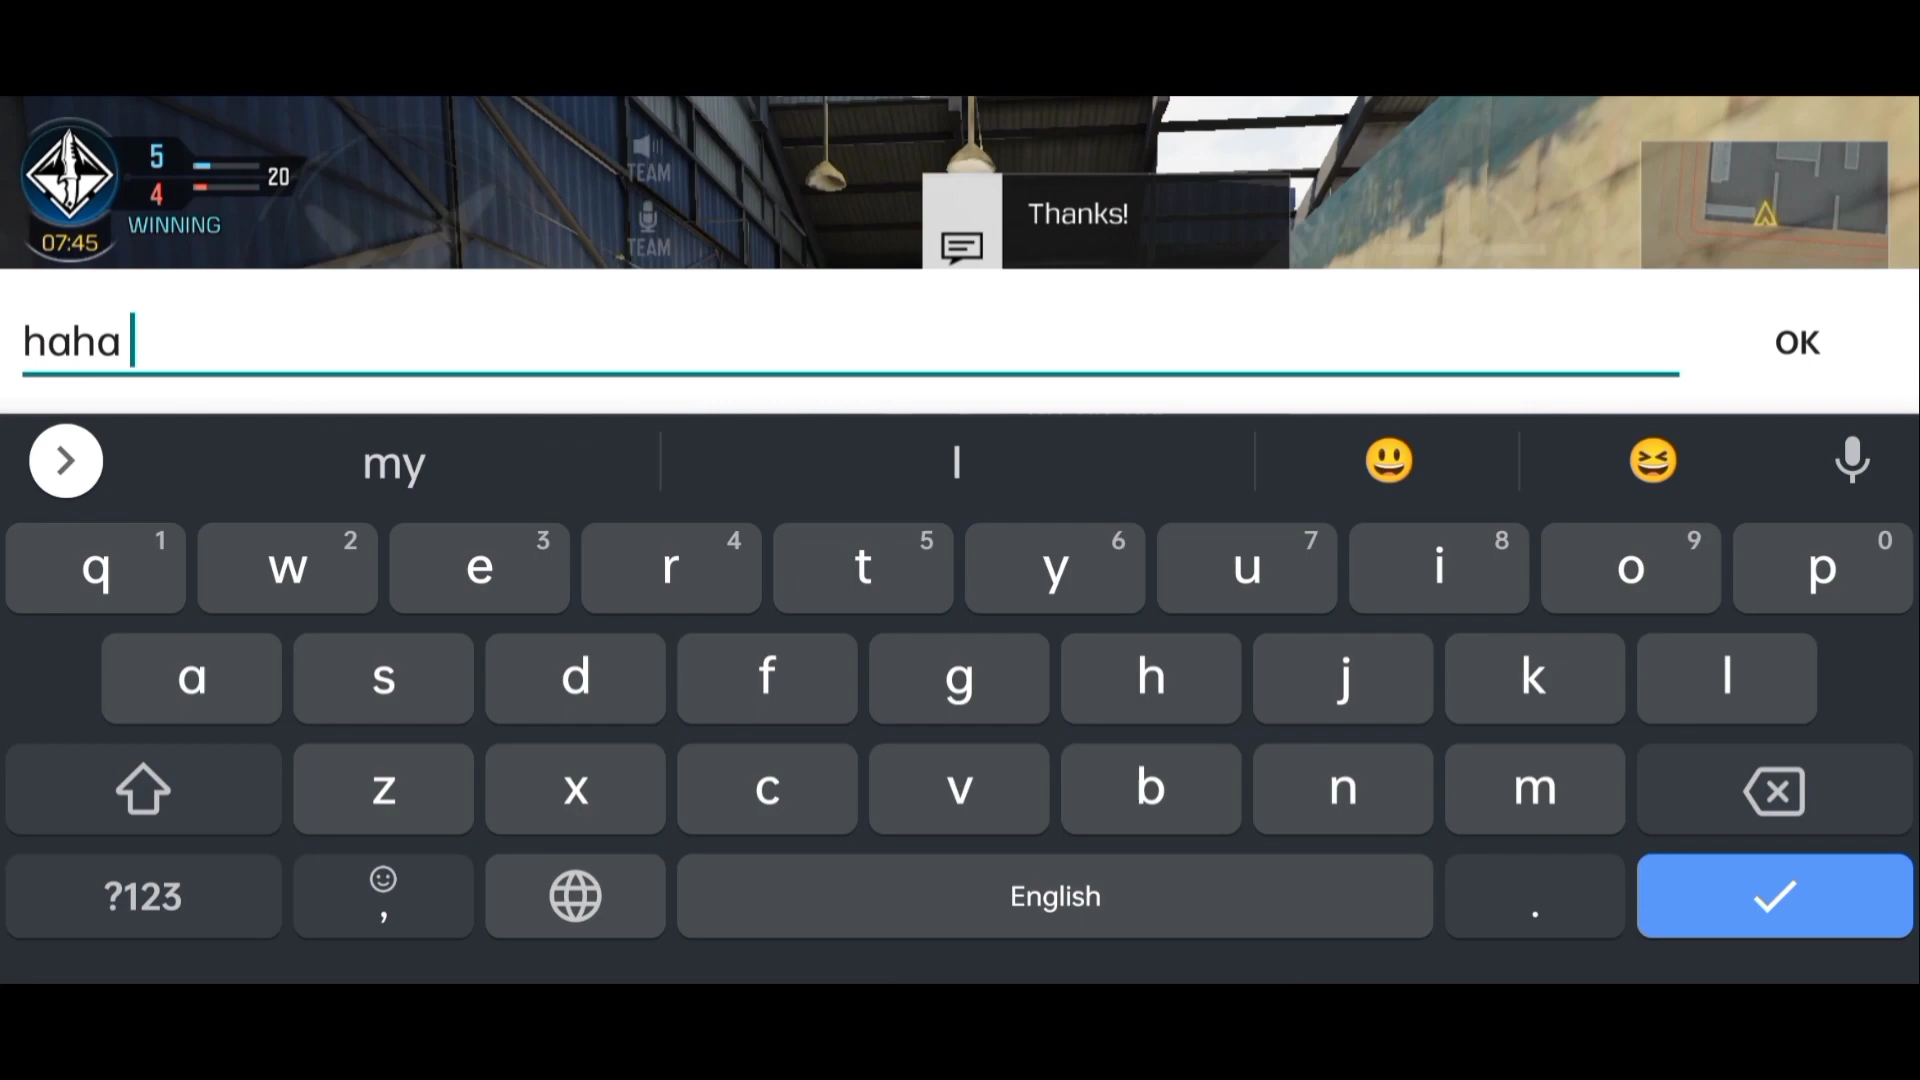 5
4
20
WINNING
07:45
TEAM
TEAM
Thanks!
haha
OK
my
I
q 1 w 2 e 3 r 4 t 5 y 6 u 7 i 8 o 9 p 0
a s d f g h j k l
z x c v b n m
?123 , English .